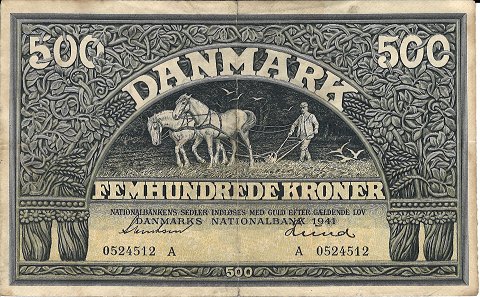 500 500
DANMARK
FEMHUNDREDE KRONER
NATIONALBANKENS SEDLER INDLØSES MED GULD EFTER GÆLDENDE LOV
DANMARKS NATIONALBANK 1941
0524512 A A 0524512
500